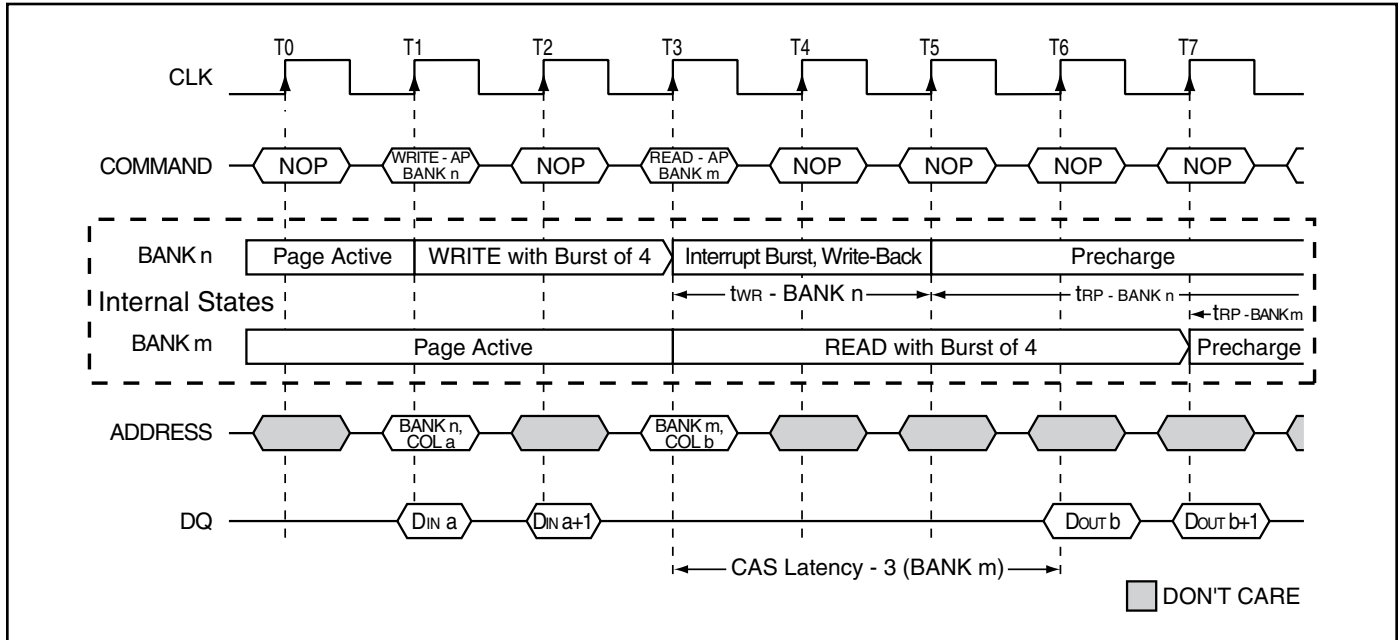 T0 T1 T2 T3 T4 T5 T6 T7
CLK
COMMAND NOP WRITE - AP NOP READ - AP NOP NOP NOP NOP
BANK n BANK m
BANK n Page Active WRITE with Burst of 4 Interrupt Burst, Write-Back Precharge
Internal States tWR - BANK n tRP - BANK n
tRP - BANK m
BANK m Page Active READ with Burst of 4 Precharge
ADDRESS BANK n, BANK m,
COL a COL b
DQ DIN a DIN a+1 DOUT b DOUT b+1
CAS Latency - 3 (BANK m)
DON'T CARE